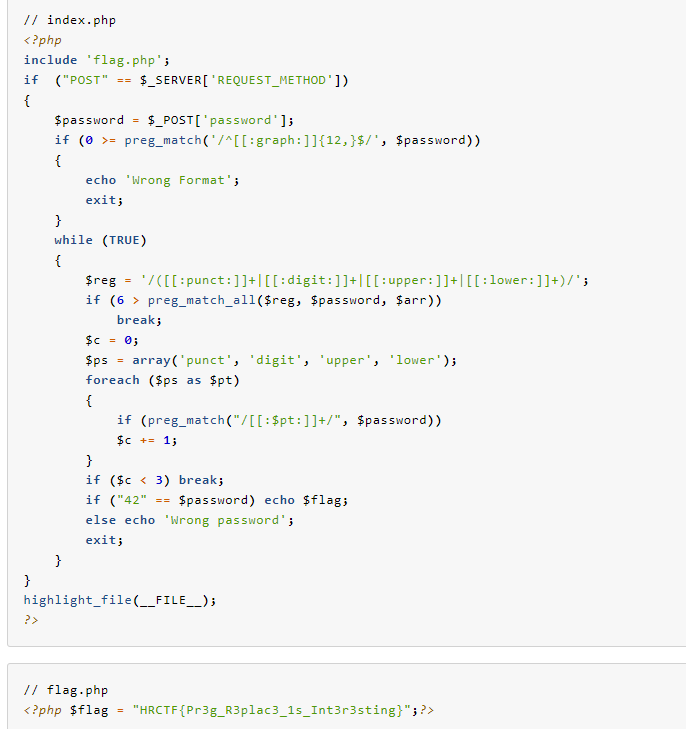 // index.php
<?php
include 'flag.php';
if  ("POST" == $_SERVER['REQUEST_METHOD'])
{
    $password = $_POST['password'];
    if (0 >= preg_match('/^[[:graph:]]{12,}$/', $password))
    {
        echo 'Wrong Format';
        exit;
    }
    while (TRUE)
    {
        $reg = '/([[:punct:]]+|[[:digit:]]+|[[:upper:]]+|[[:lower:]]+)/';
        if (6 > preg_match_all($reg, $password, $arr))
            break;
        $c = 0;
        $ps = array('punct', 'digit', 'upper', 'lower');
        foreach ($ps as $pt)
        {
            if (preg_match("/[[:$pt:]]+/", $password))
            $c += 1;
        }
        if ($c < 3) break;
        if ("42" == $password) echo $flag;
        else echo 'Wrong password';
        exit;
    }
}
highlight_file(__FILE__);
?>
// flag.php
<?php $flag = "HRCTF{Pr3g_R3plac3_1s_Int3r3sting}";?>